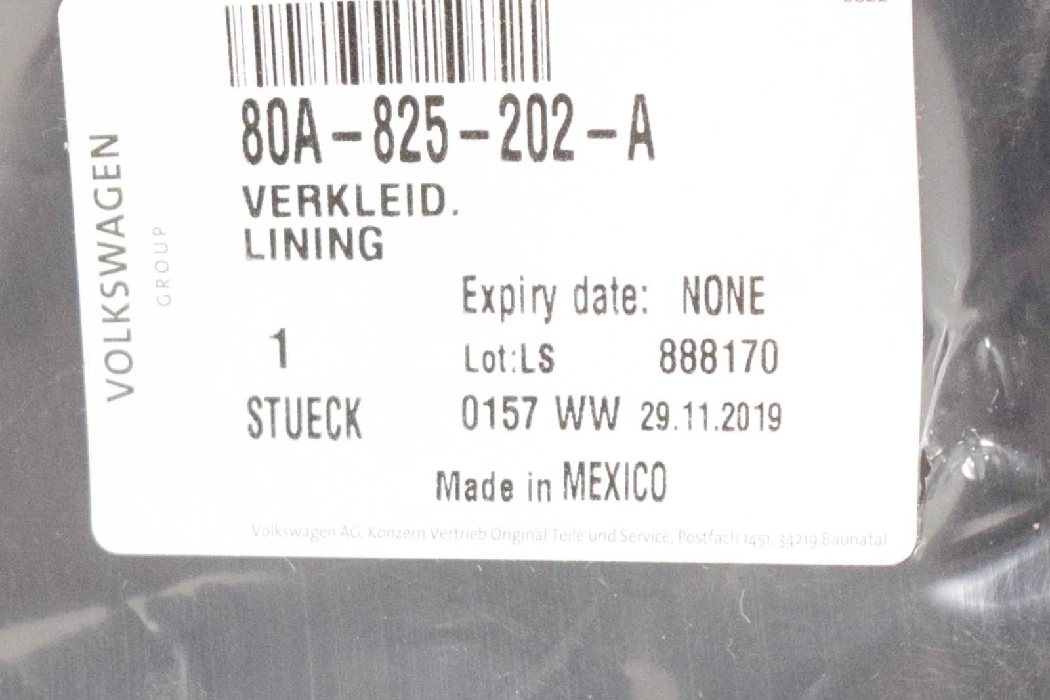 80A-825-202-A
VERKLEID.
LINING
Expiry date: NONE
1
Lot:LS 888170
STUECK
0157 WW 29.11.2019
Made in MEXICO
Volkswagen AG, Konzern Vertrieb Original Teile und Service, Postfach 1451, 34219 Baunatal
VOLKSWAGEN
GROUP